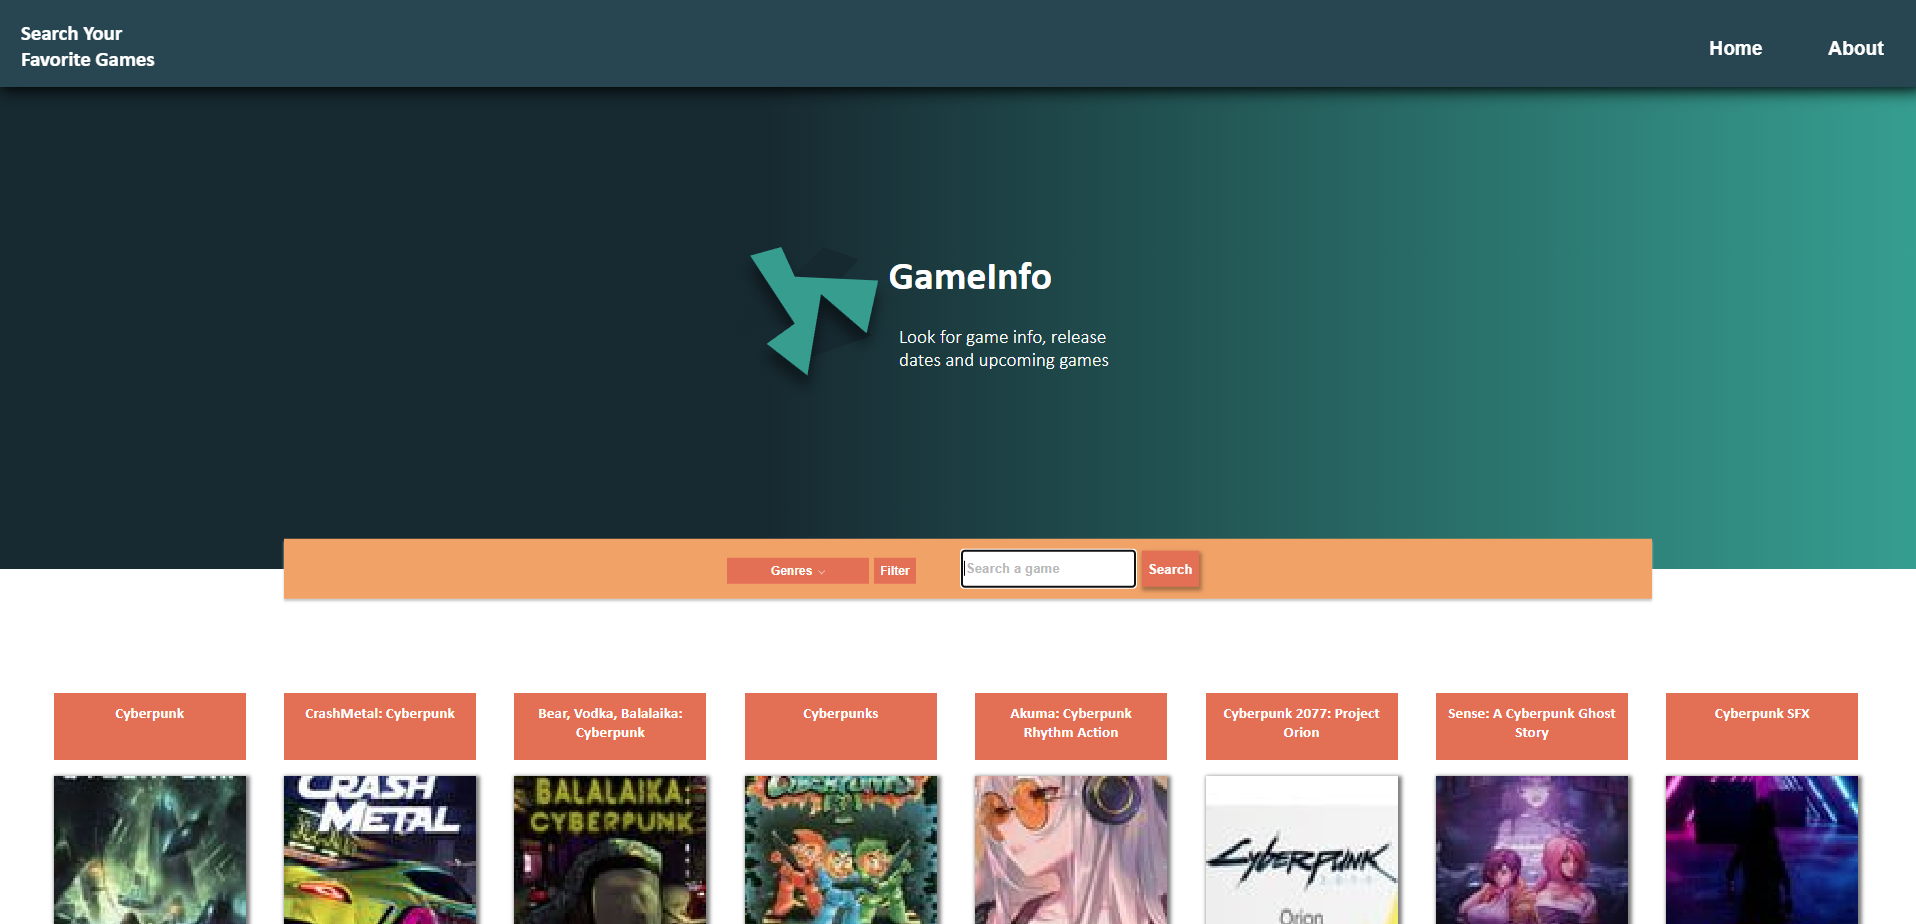 Search Your
Favorite Games
Home
About
GameInfo
Look for game info, release
dates and upcoming games
Genres
Filter
Search a game
Search
Cyberpunk
CrashMetal: Cyberpunk
Bear, Vodka, Balalaika:
Cyberpunk
Cyberpunks
Akuma: Cyberpunk
Rhythm Action
Cyberpunk 2077: Project
Orion
Sense: A Cyberpunk Ghost
Story
Cyberpunk SFX
CRASH
METAL
BALALAIKA:
CYBERPUNK
CYBERPUNK
Orion